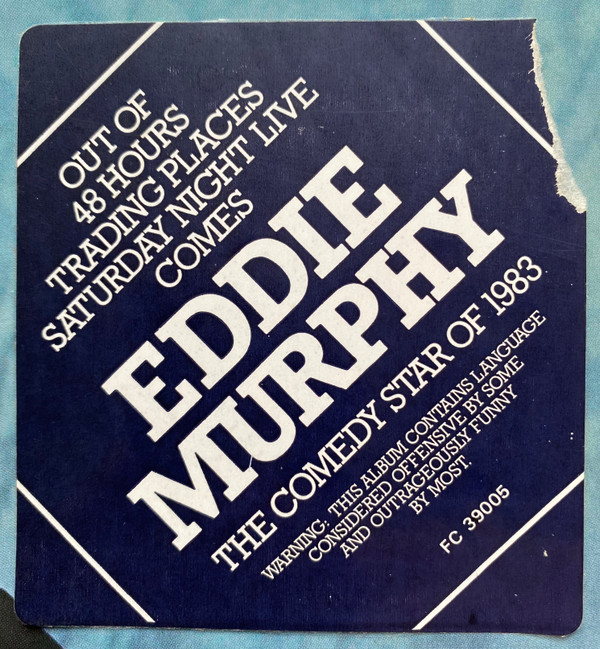 OUT OF
48 HOURS
TRADING PLACES
SATURDAY NIGHT LIVE
COMES
EDDIE
MURPHY
THE COMEDY STAR OF 1983
WARNING: THIS ALBUM CONTAINS LANGUAGE
CONSIDERED OFFENSIVE BY SOME
AND OUTRAGEOUSLY FUNNY
BY MOST.
FC 39005